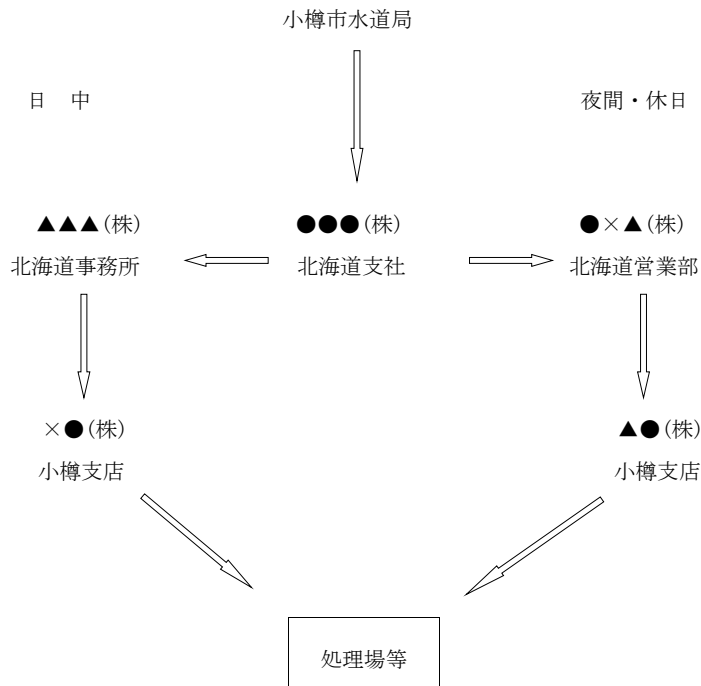 小樽市水道局
日　中
夜間・休日
▲▲▲(株)
北海道事務所
●●●(株)
北海道支社
●×▲(株)
北海道営業部
×●(株)
小樽支店
▲●(株)
小樽支店
処理場等